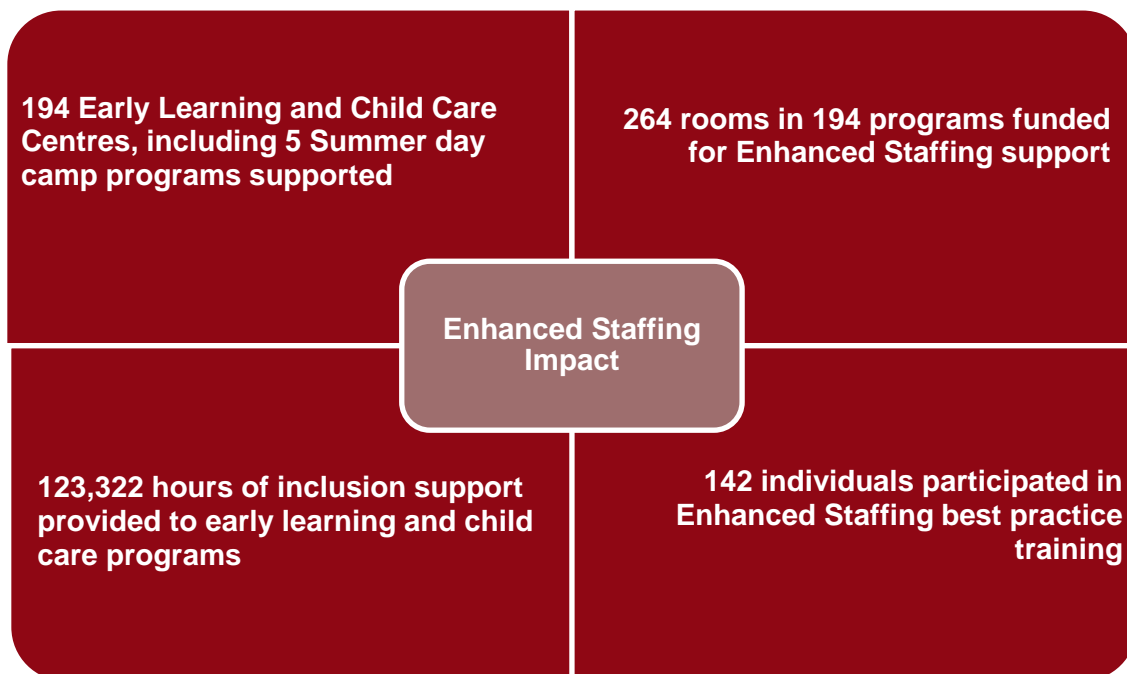 194 Early Learning and Child Care
Centres, including 5 Summer day
camp programs supported
264 rooms in 194 programs funded
for Enhanced Staffing support
Enhanced Staffing
Impact
123,322 hours of inclusion support
provided to early learning and child
care programs
142 individuals participated in
Enhanced Staffing best practice
training